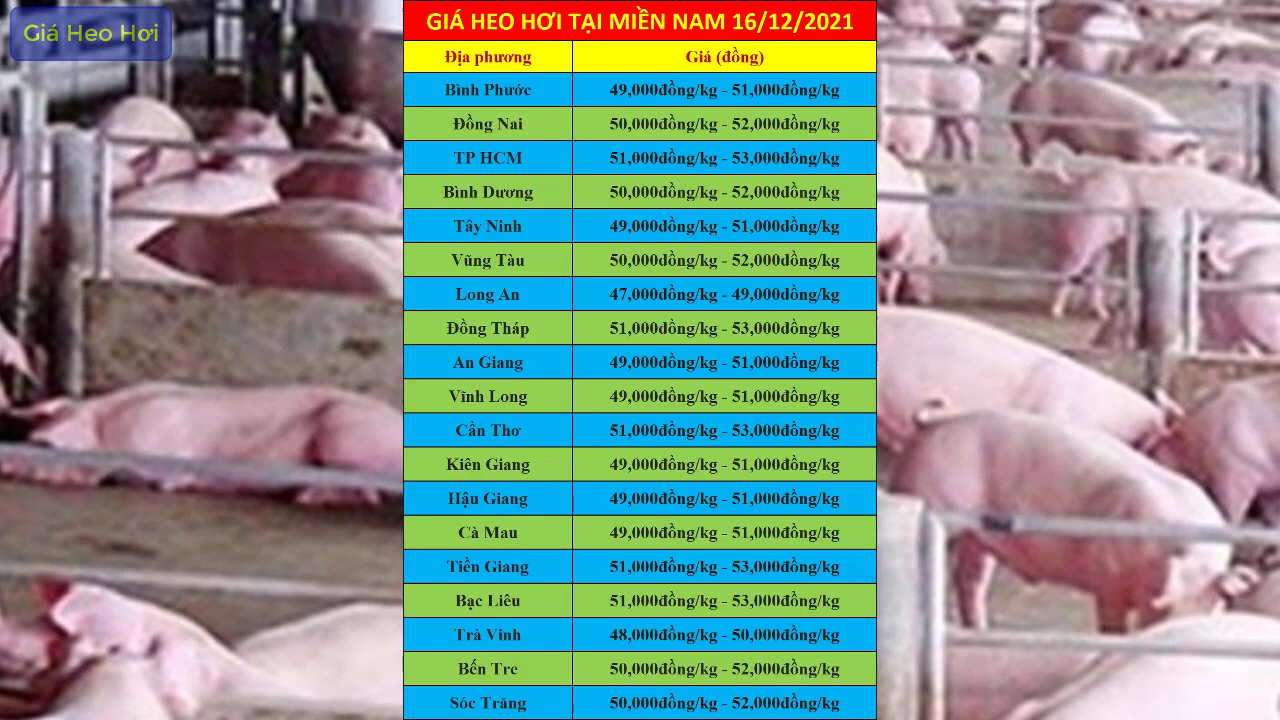 Giá Heo Hơi
GIÁ HEO HƠI TẠI MIỀN NAM 16/12/2021
Địa phương Giá (đồng)
Bình Phước 49,000đồng/kg - 51,000đồng/kg
Đồng Nai 50,000đồng/kg - 52,000đồng/kg
TP HCM 51,000đồng/kg - 53,000đồng/kg
Bình Dương 50,000đồng/kg - 52,000đồng/kg
Tây Ninh 49,000đồng/kg - 51,000đồng/kg
Vũng Tàu 50,000đồng/kg - 52,000đồng/kg
Long An 47,000đồng/kg - 49,000đồng/kg
Đồng Tháp 51,000đồng/kg - 53,000đồng/kg
An Giang 49,000đồng/kg - 51,000đồng/kg
Vĩnh Long 49,000đồng/kg - 51,000đồng/kg
Cần Thơ 51,000đồng/kg - 53,000đồng/kg
Kiên Giang 49,000đồng/kg - 51,000đồng/kg
Hậu Giang 49,000đồng/kg - 51,000đồng/kg
Cà Mau 49,000đồng/kg - 51,000đồng/kg
Tiền Giang 51,000đồng/kg - 53,000đồng/kg
Bạc Liêu 51,000đồng/kg - 53,000đồng/kg
Trà Vinh 48,000đồng/kg - 50,000đồng/kg
Bến Tre 50,000đồng/kg - 52,000đồng/kg
Sóc Trăng 50,000đồng/kg - 52,000đồng/kg